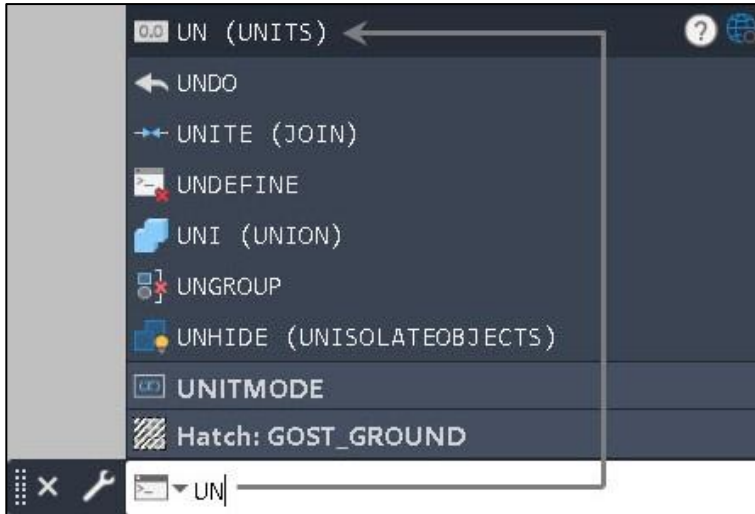 0.0 UN (UNITS) ?
UNDO
UNITE (JOIN)
UNDEFINE
UNI (UNION)
UNGROUP
UNHIDE (UNISOLATEOBJECTS)
UNITMODE
Hatch: GOST_GROUND
UN